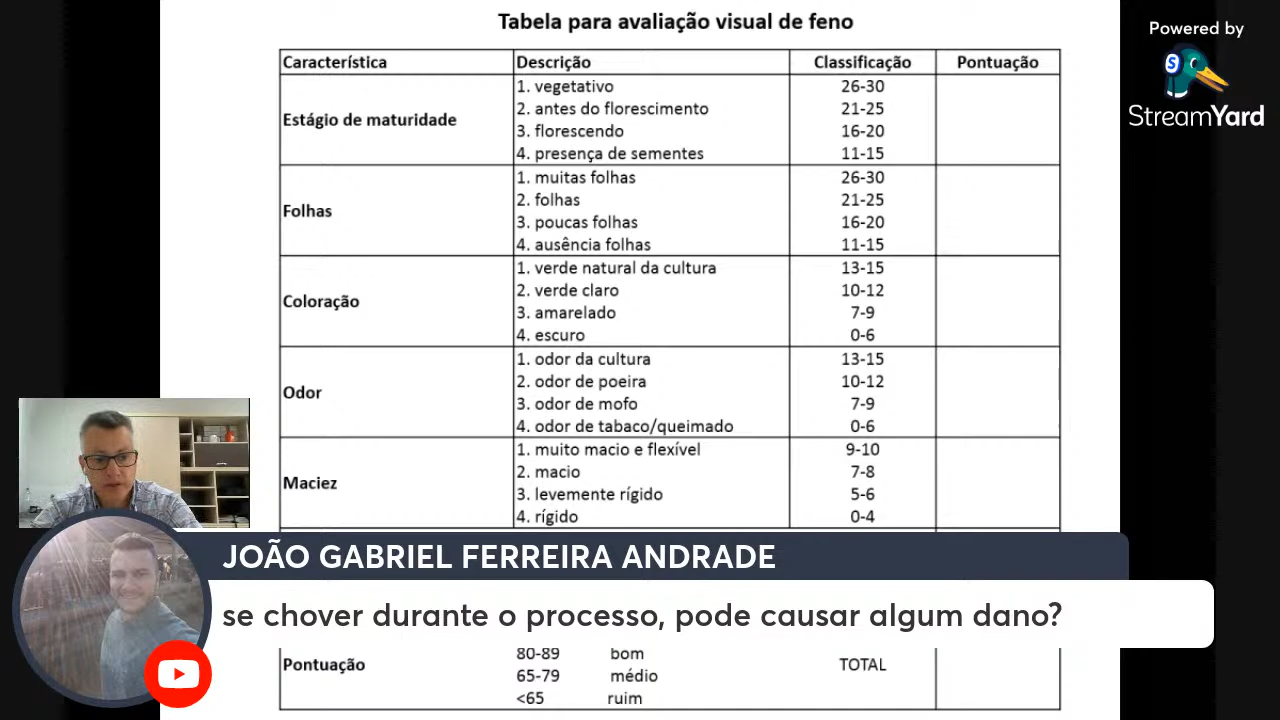 Tabela para avaliação visual de feno
Powered by
StreamYard
Característica Descrição Classificação Pontuação
Estágio de maturidade
1. vegetativo 26-30
2. antes do florescimento 21-25
3. florescendo 16-20
4. presença de sementes 11-15
Folhas
1. muitas folhas 26-30
2. folhas 21-25
3. poucas folhas 16-20
4. ausência folhas 11-15
Coloração
1. verde natural da cultura 13-15
2. verde claro 10-12
3. amarelado 7-9
4. escuro 0-6
Odor
1. odor da cultura 13-15
2. odor de poeira 10-12
3. odor de mofo 7-9
4. odor de tabaco/queimado 0-6
Maciez
1. muito macio e flexível 9-10
2. macio 7-8
3. levemente rígido 5-6
4. rígido 0-4
JOÃO GABRIEL FERREIRA ANDRADE
se chover durante o processo, pode causar algum dano?
Pontuação
80-89 bom
65-79 médio TOTAL
<65 ruim